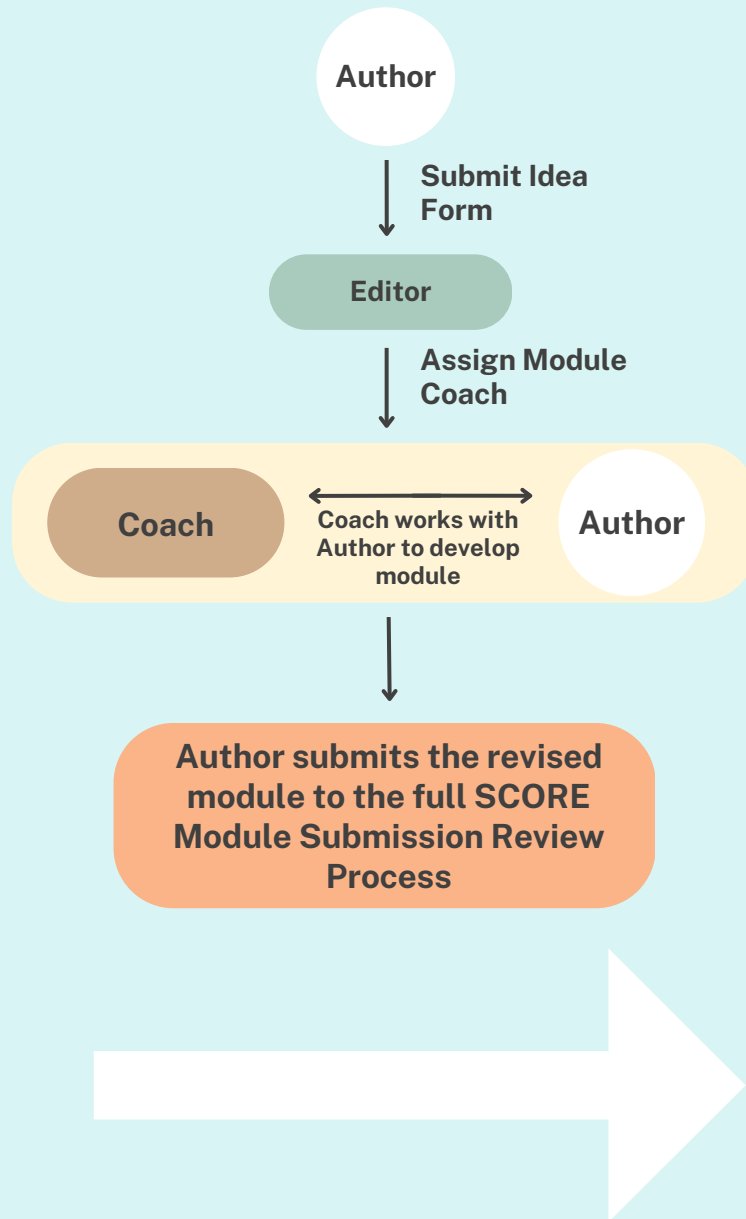 Author
Submit Idea
Form
Editor
Assign Module
Coach
Coach
Coach works with
Author to develop
module
Author
Author submits the revised
module to the full SCORE
Module Submission Review
Process